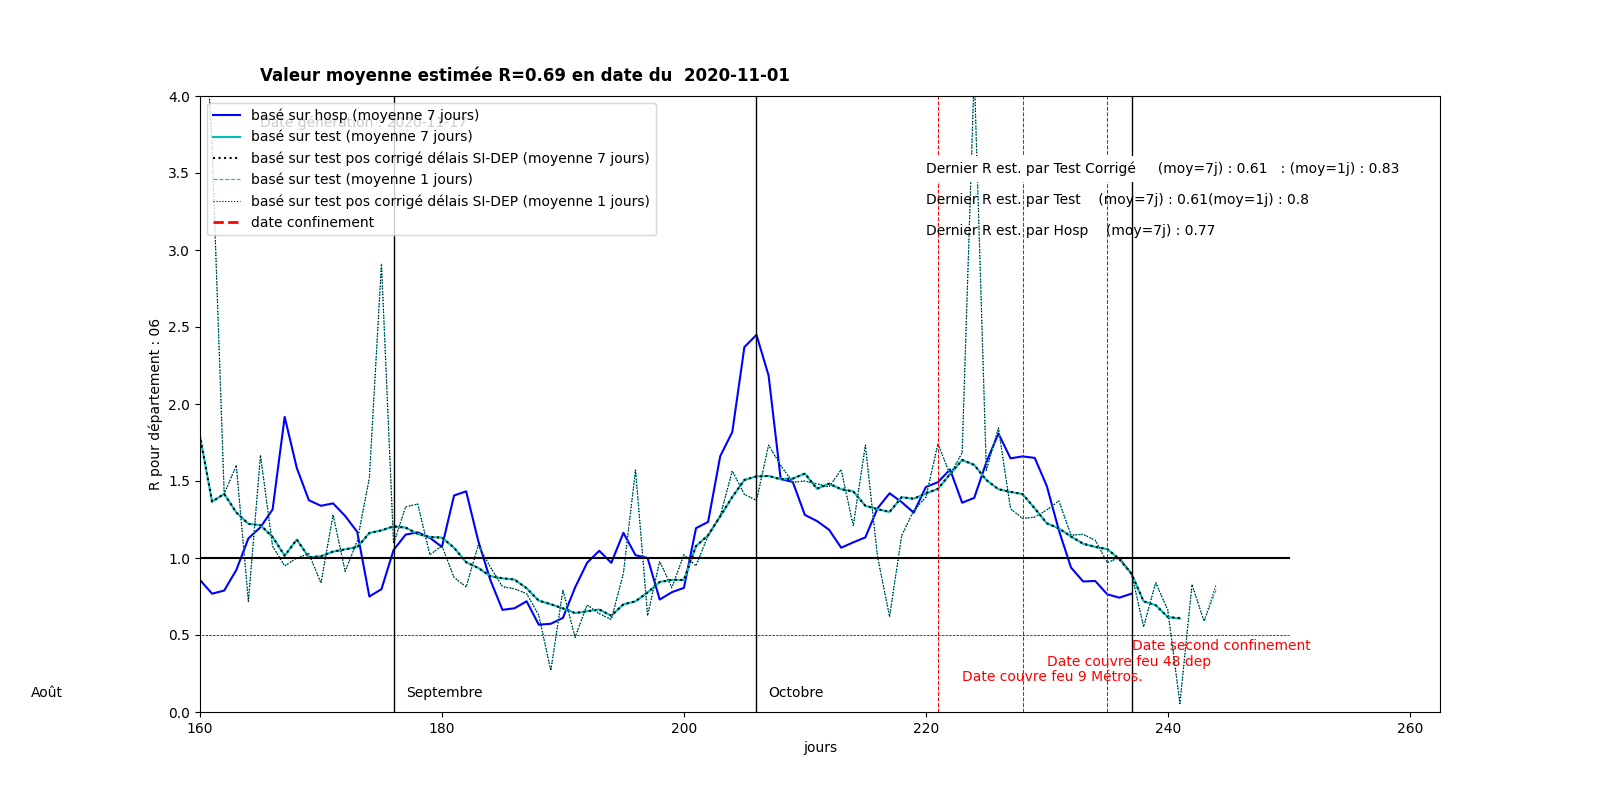 Valeur moyenne estimée R=0.69 en date du  2020-11-01
Date génération : 2020-11-17
basé sur hosp (moyenne 7 jours)
basé sur test (moyenne 7 jours)
basé sur test pos corrigé délais SI-DEP (moyenne 7 jours)
basé sur test (moyenne 1 jours)
basé sur test pos corrigé délais SI-DEP (moyenne 1 jours)
date confinement
Dernier R est. par Test Corrigé     (moy=7j) : 0.61   : (moy=1j) : 0.83
Dernier R est. par Test    (moy=7j) : 0.61(moy=1j) : 0.8
Dernier R est. par Hosp    (moy=7j) : 0.77
R pour département : 06
4.0
3.5
3.0
2.5
2.0
1.5
1.0
0.5
0.0
Date second confinement
Date couvre feu 48 dep
Date couvre feu 9 Métros.
Août
Septembre
Octobre
160
180
200
220
240
260
jours